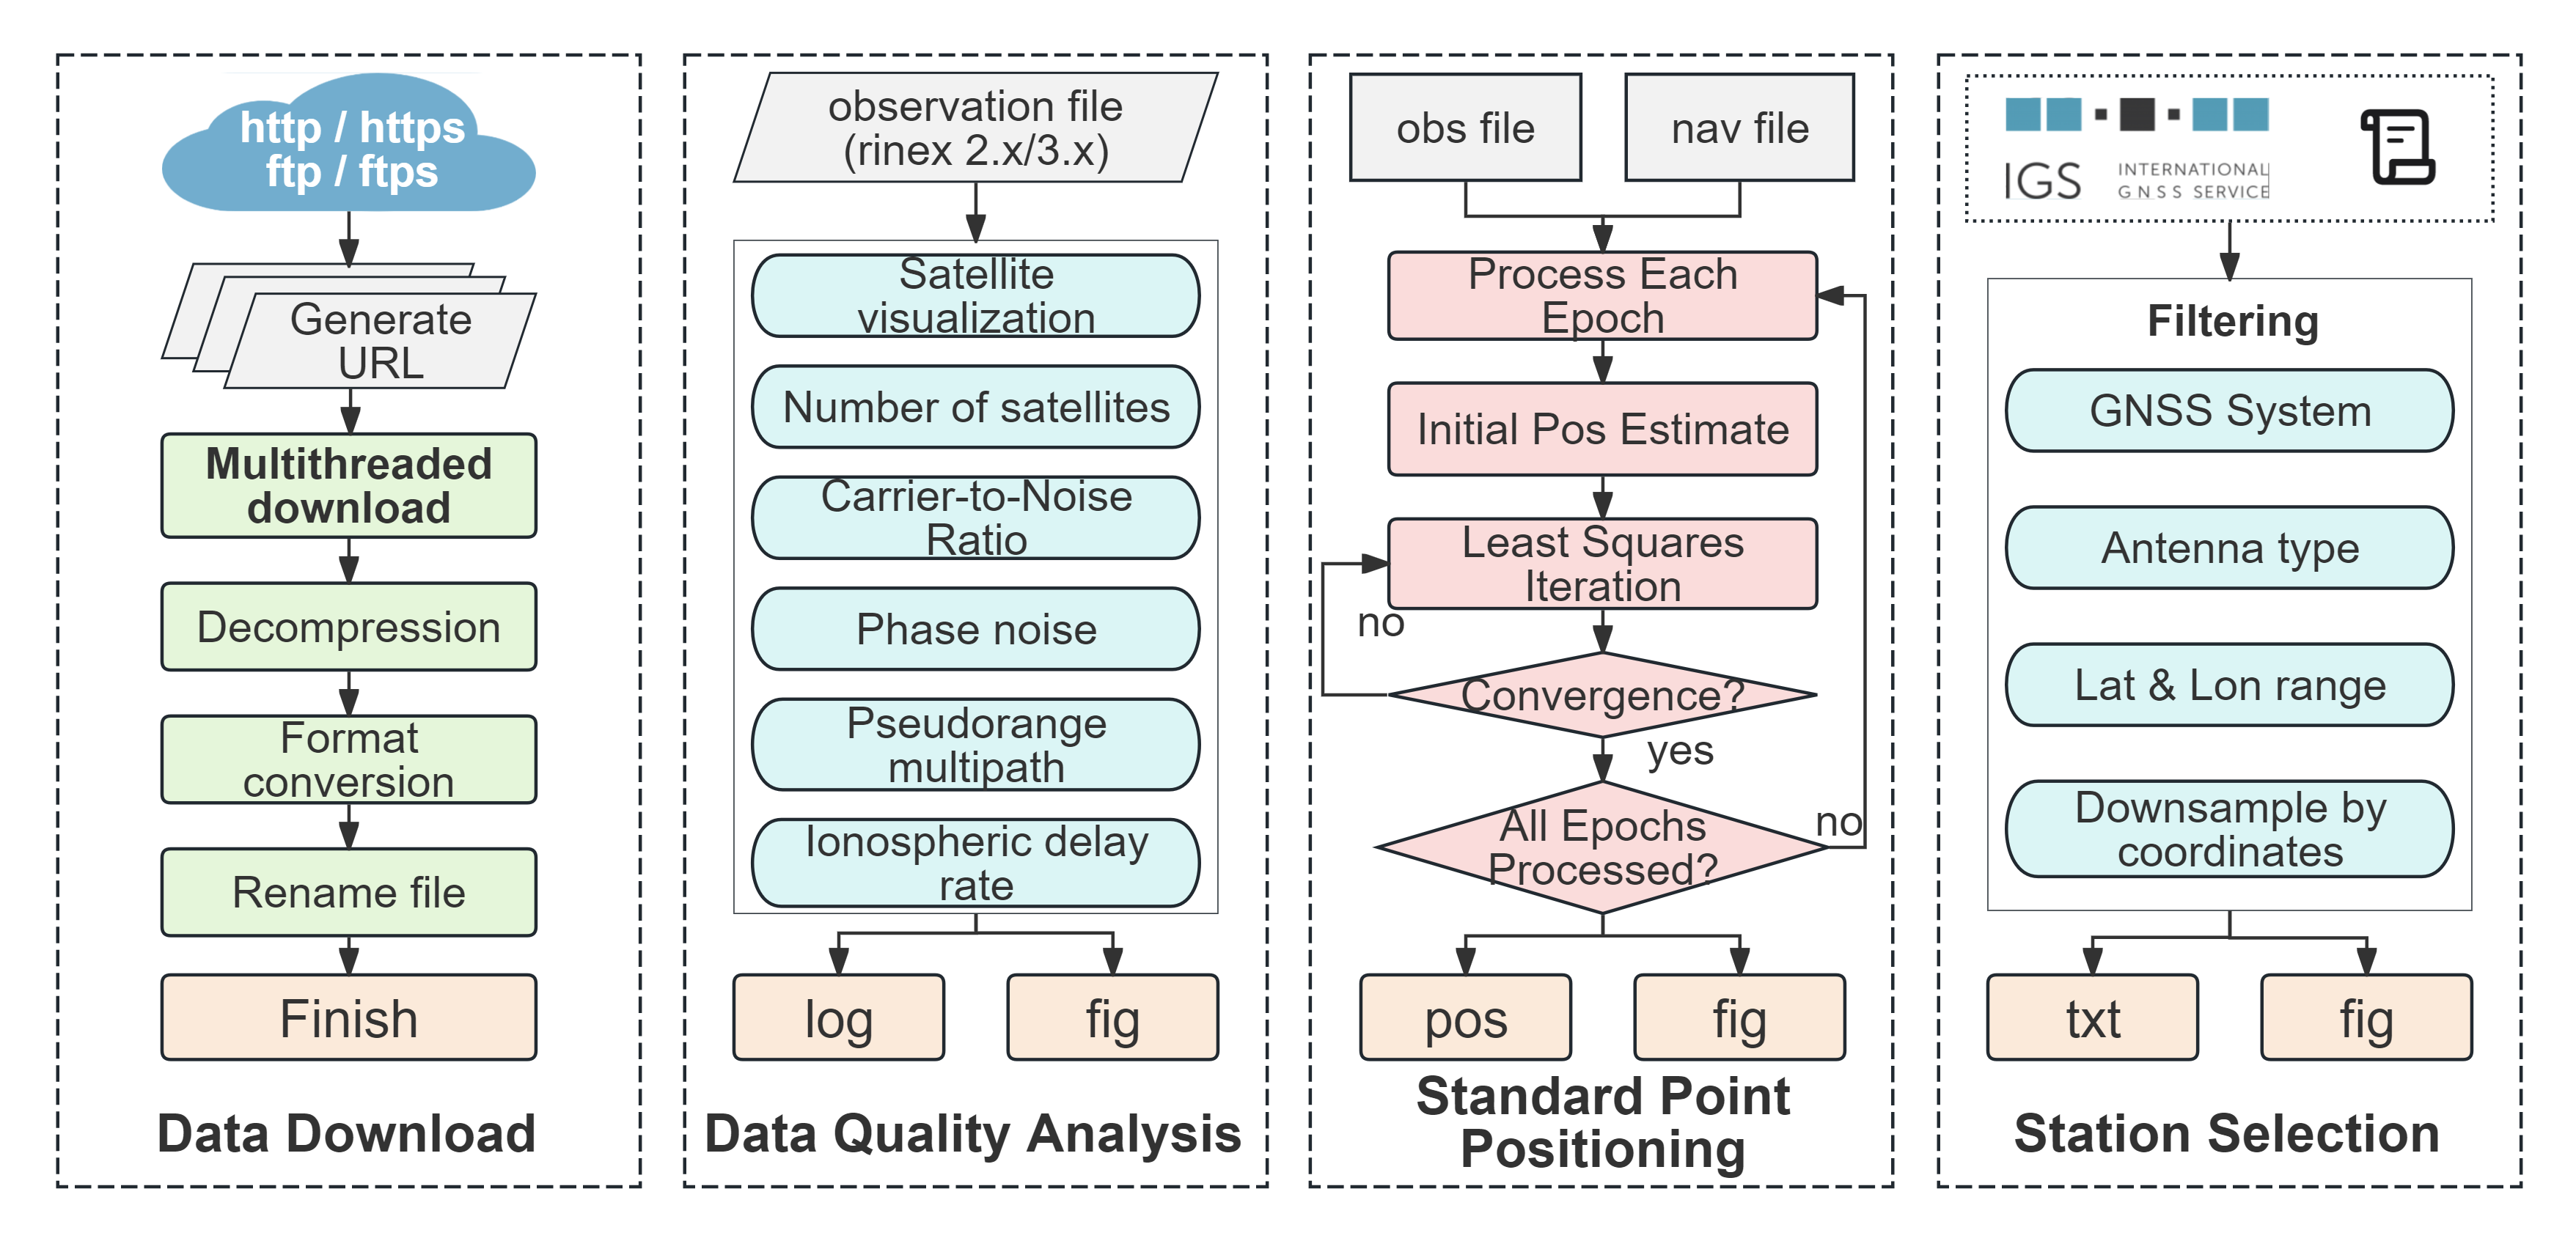 http / https
ftp / ftps
Generate
URL
Multithreaded
download
Decompression
Format
conversion
Rename file
Finish
Data Download
observation file
(rinex 2.x/3.x)
Satellite
visualization
Number of satellites
Carrier-to-Noise
Ratio
Phase noise
Pseudorange
multipath
Ionospheric delay
rate
log
fig
Data Quality Analysis
obs file
nav file
Process Each
Epoch
Initial Pos Estimate
Least Squares
Iteration
no
Convergence?
yes
All Epochs
Processed?
no
pos
fig
Standard Point
Positioning
IGS
INTERNATIONAL
GNSS SERVICE
Filtering
GNSS System
Antenna type
Lat & Lon range
Downsample by
coordinates
txt
fig
Station Selection